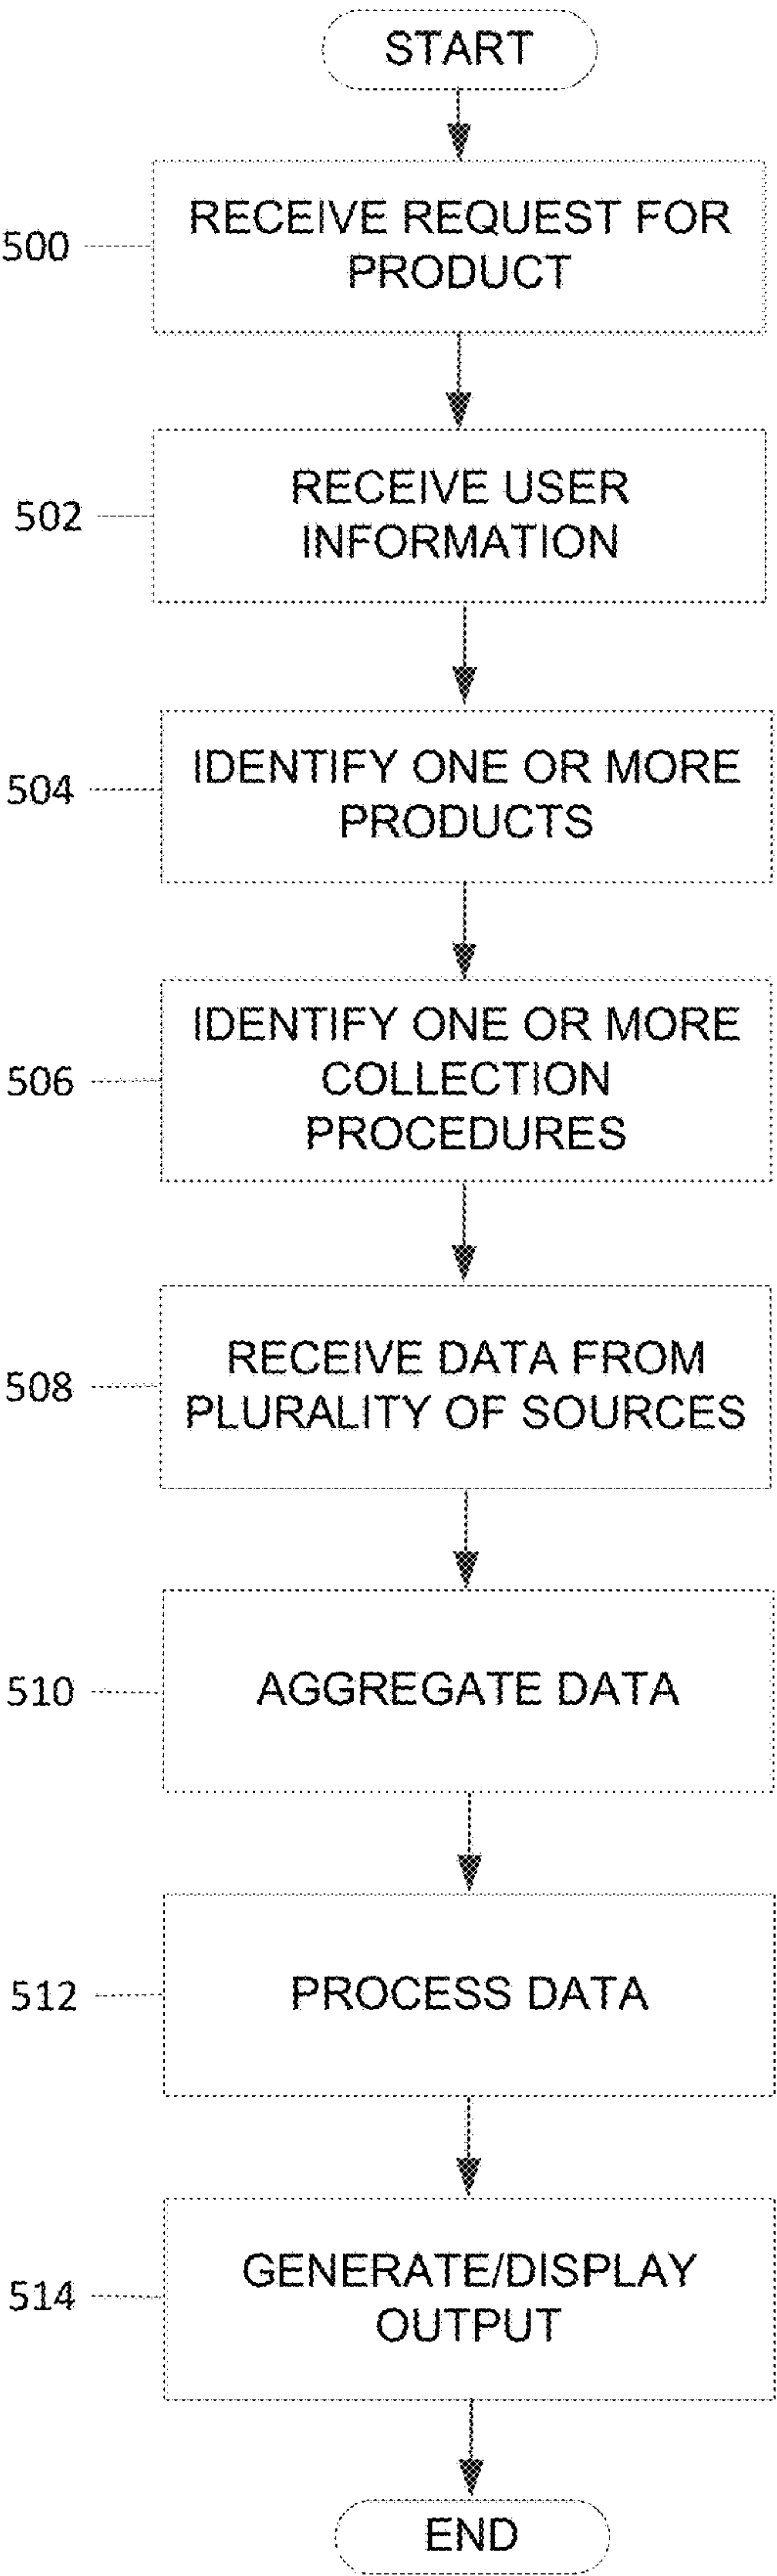 START
500
RECEIVE REQUEST FOR
PRODUCT
502
RECEIVE USER
INFORMATION
504
IDENTIFY ONE OR MORE
PRODUCTS
506
IDENTIFY ONE OR MORE
COLLECTION
PROCEDURES
508
RECEIVE DATA FROM
PLURALITY OF SOURCES
510
AGGREGATE DATA
512
PROCESS DATA
514
GENERATE/DISPLAY
OUTPUT
END